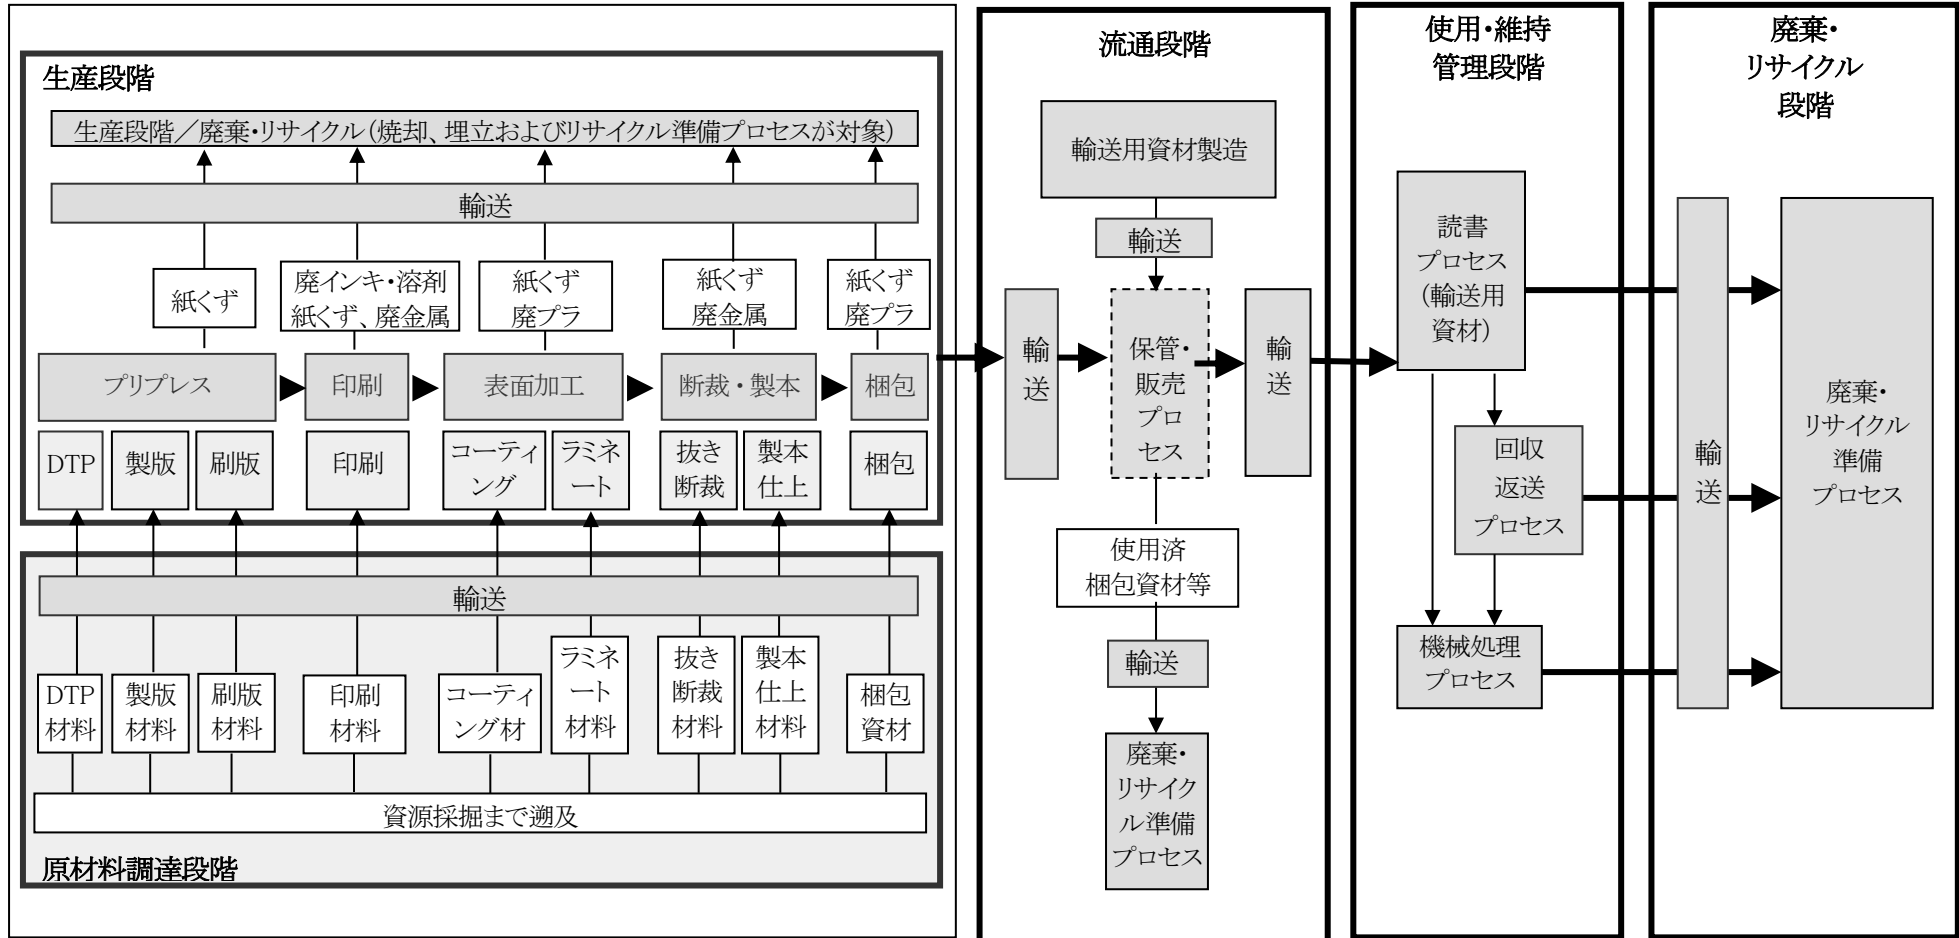 生産段階
生産段階／廃棄・リサイクル（焼却、埋立およびリサイクル準備プロセスが対象）
輸送
紙くず
廃インキ・溶剤
紙くず、廃金属
紙くず
廃プラ
紙くず
廃金属
紙くず
廃プラ
プリプレス
印刷
表面加工
断裁・製本
梱包
DTP
製版
刷版
印刷
コーティ
ング
ラミネ
ート
抜き
断裁
製本
仕上
梱包
輸送
DTP
材料
製版
材料
刷版
材料
印刷
材料
コーティ
ング材
ラミネ
ート
材料
抜き
断裁
材料
製本
仕上
材料
梱包
資材
資源採掘まで遡及
原材料調達段階
流通段階
輸送用資材製造
輸送
輸
送
保管・
販売
プロ
セス
輸
送
使用済
梱包資材等
輸送
廃棄・
リサイク
ル準備
プロセス
使用・維持
管理段階
読書
プロセス
（輸送用
資材）
回収
返送
プロセス
機械処理
プロセス
廃棄・
リサイクル
段階
輸
送
廃棄・
リサイクル
準備
プロセス